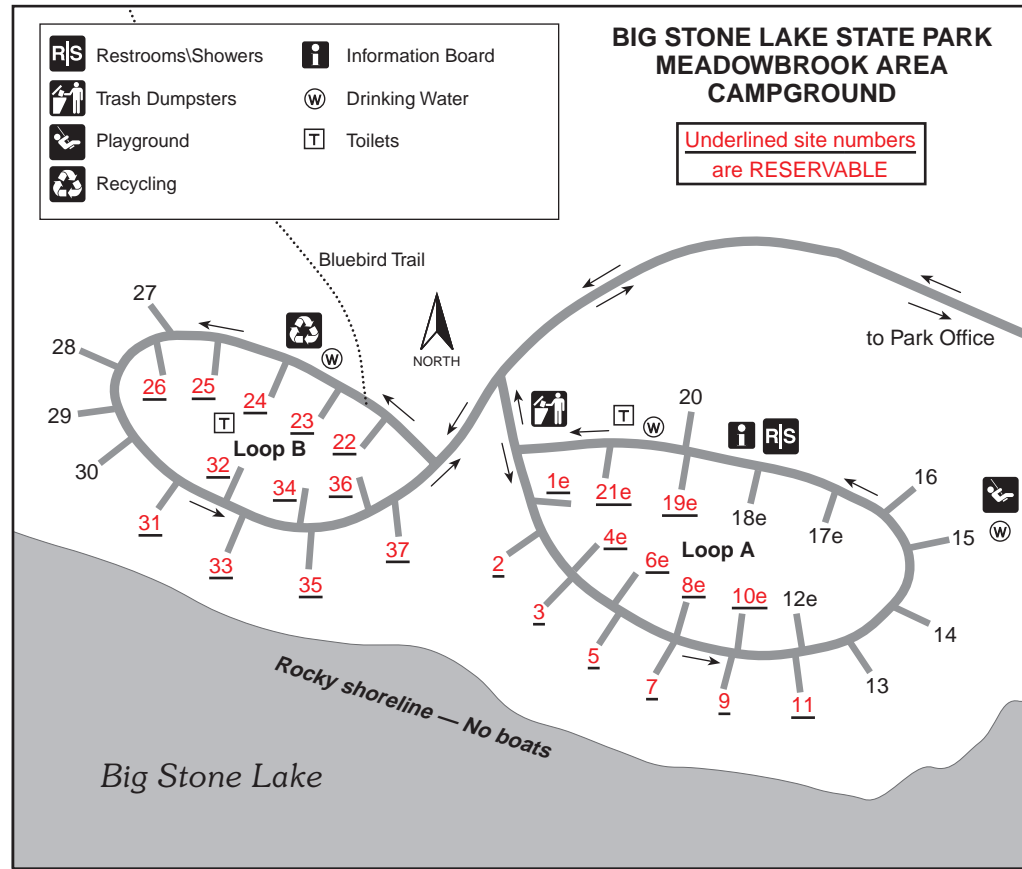 BIG STONE LAKE STATE PARK
MEADOWBROOK AREA
CAMPGROUND
Underlined site numbers
are RESERVABLE
R|S Restrooms\Showers
i Information Board
Trash Dumpsters
W Drinking Water
Playground
T Toilets
Recycling
Bluebird Trail
NORTH
to Park Office
27
28
29
30
26
25
24
23
22
W
T
Loop B
32
34
36
31
33
35
37
T
W
20
i
R|S
16
15
W
14
13
1e
21e
19e
18e
17e
2
4e
Loop A
6e
8e
10e
12e
3
5
7
9
11
Rocky shoreline — No boats
Big Stone Lake